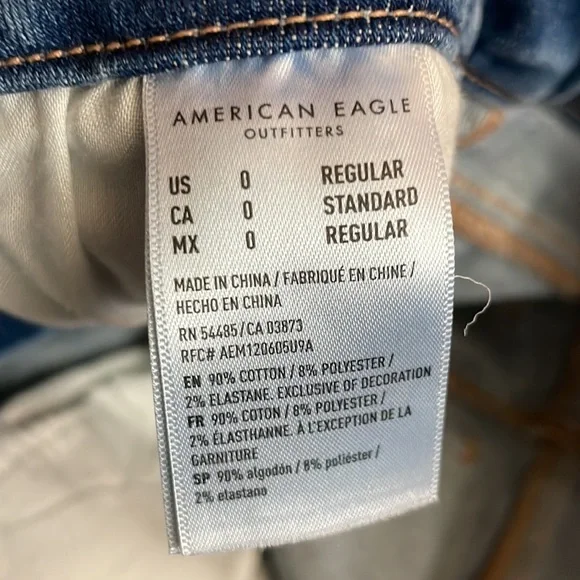 AMERICAN EAGLE
OUTFITTERS
US 0 REGULAR
CA 0 STANDARD
MX 0 REGULAR
MADE IN CHINA / FABRIQUÉ EN CHINE /
HECHO EN CHINA
RN 54485/CA 03873
RFC# AEM120605U9A
EN 90% COTTON / 8% POLYESTER /
2% ELASTANE. EXCLUSIVE OF DECORATION
FR 90% COTON / 8% POLYESTER /
2% ÉLASTHANNE. À L'EXCEPTION DE LA
GARNITURE
SP 90% algodón / 8% poliéster /
2% elastano